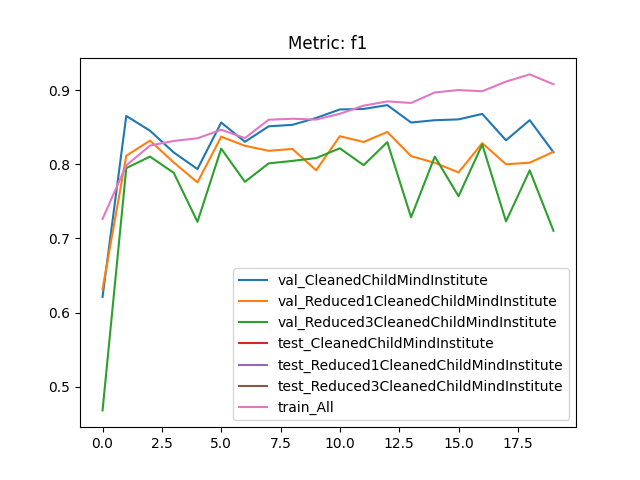 Metric: f1
0.9
0.8
0.7
0.6
0.5
val_CleanedChildMindInstitute
val_Reduced1CleanedChildMindInstitute
val_Reduced3CleanedChildMindInstitute
test_CleanedChildMindInstitute
test_Reduced1CleanedChildMindInstitute
test_Reduced3CleanedChildMindInstitute
train_All
0.0 2.5 5.0 7.5 10.0 12.5 15.0 17.5